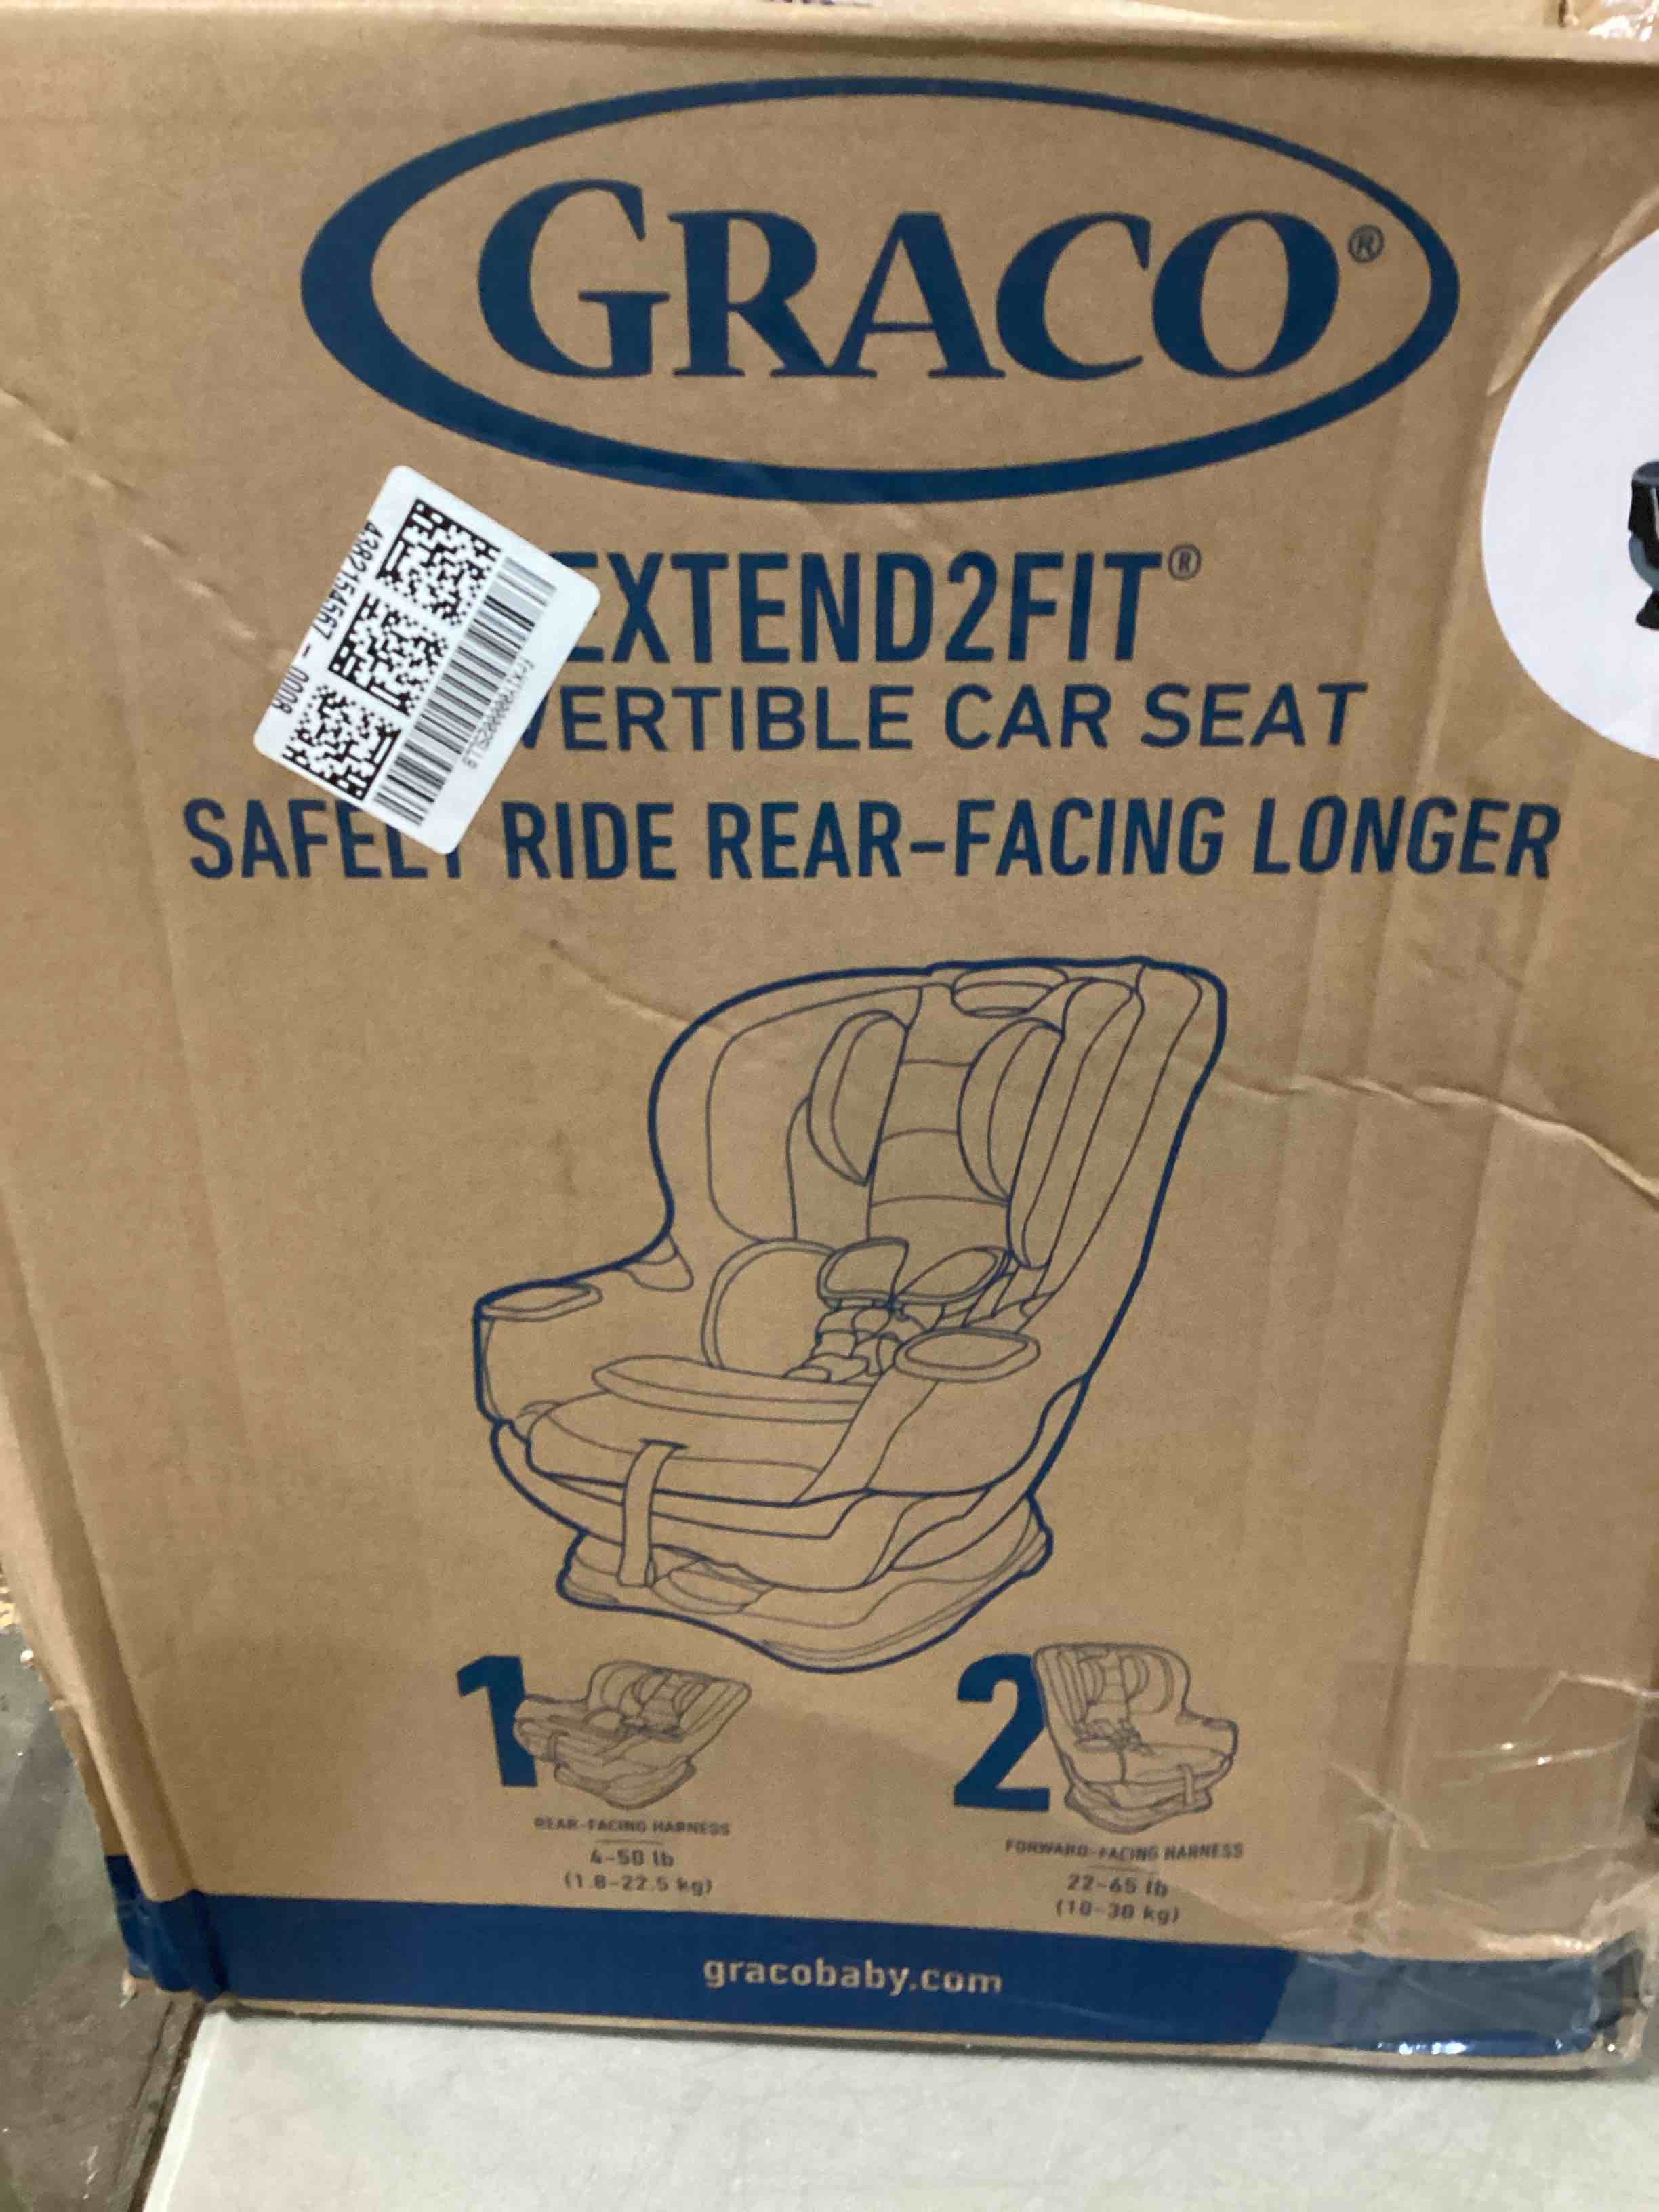 GRACO®
EXTEND2FIT®
VERTIBLE CAR SEAT
SAFELY RIDE REAR-FACING LONGER
1
REAR-FACING HARNESS
4-50 lb
(1.8-22.5 kg)
2
FORWARD-FACING HARNESS
22-65 lb
(10-30 kg)
gracobaby.com